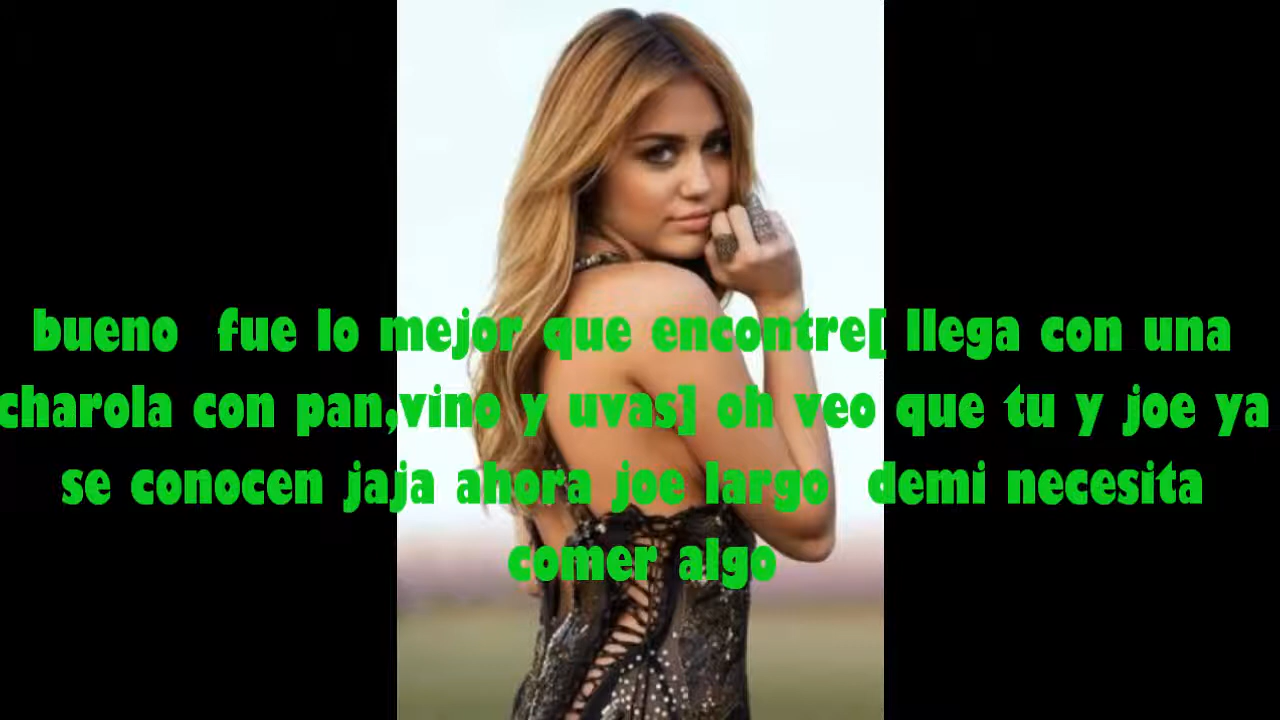 bueno  fue lo mejor que encontre[ llega con una
charola con pan,vino y uvas] oh veo que tu y joe ya
se conocen jaja ahora joe largo  demi necesita
comer algo